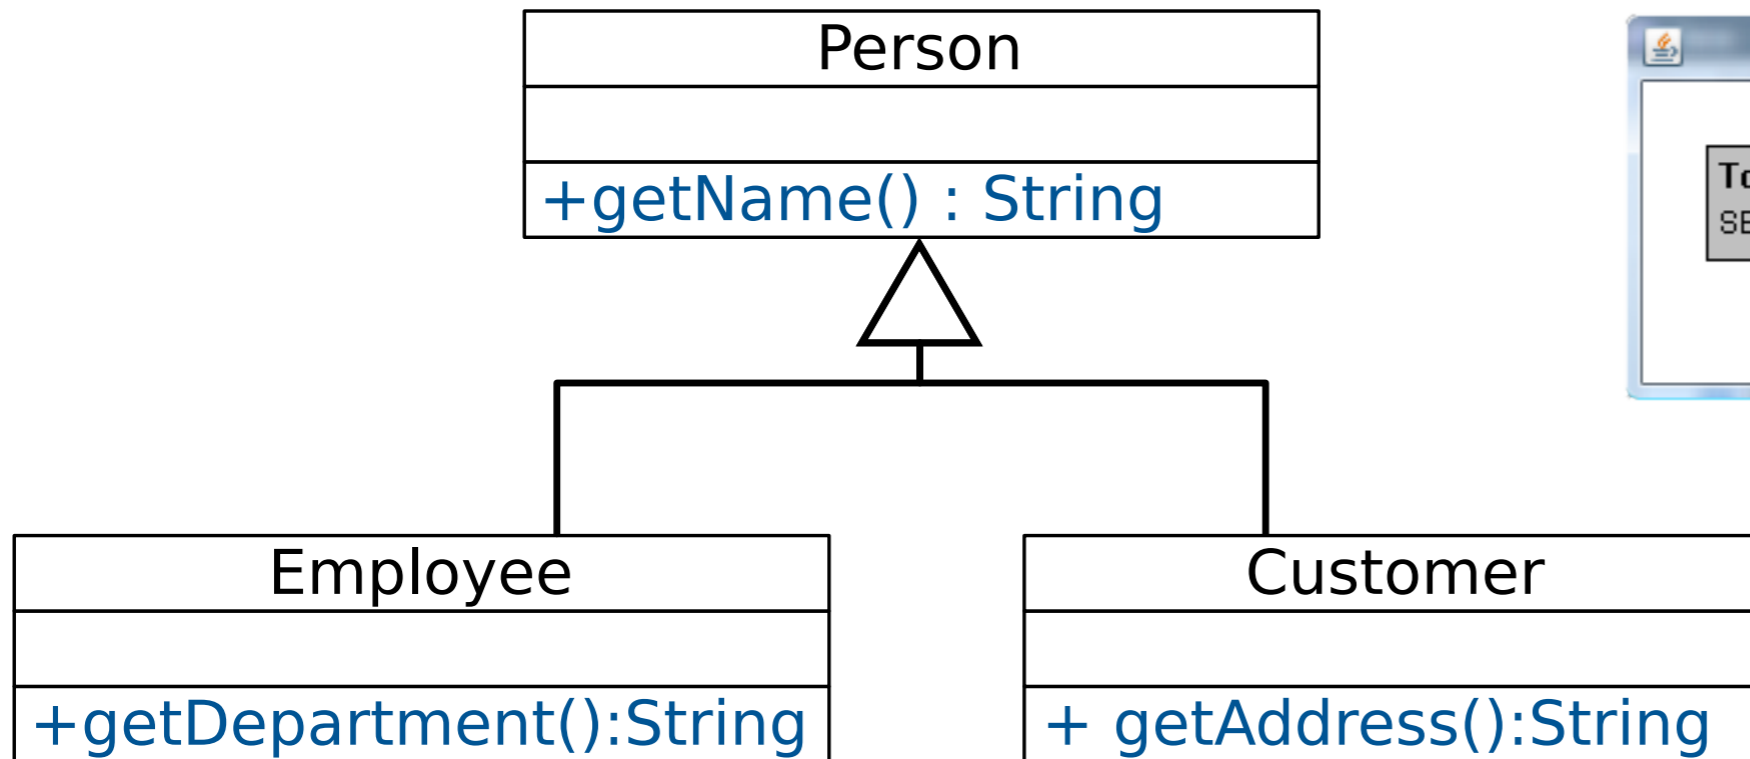 Person
+getName() : String
Employee
+getDepartment():String
Customer
+ getAddress():String